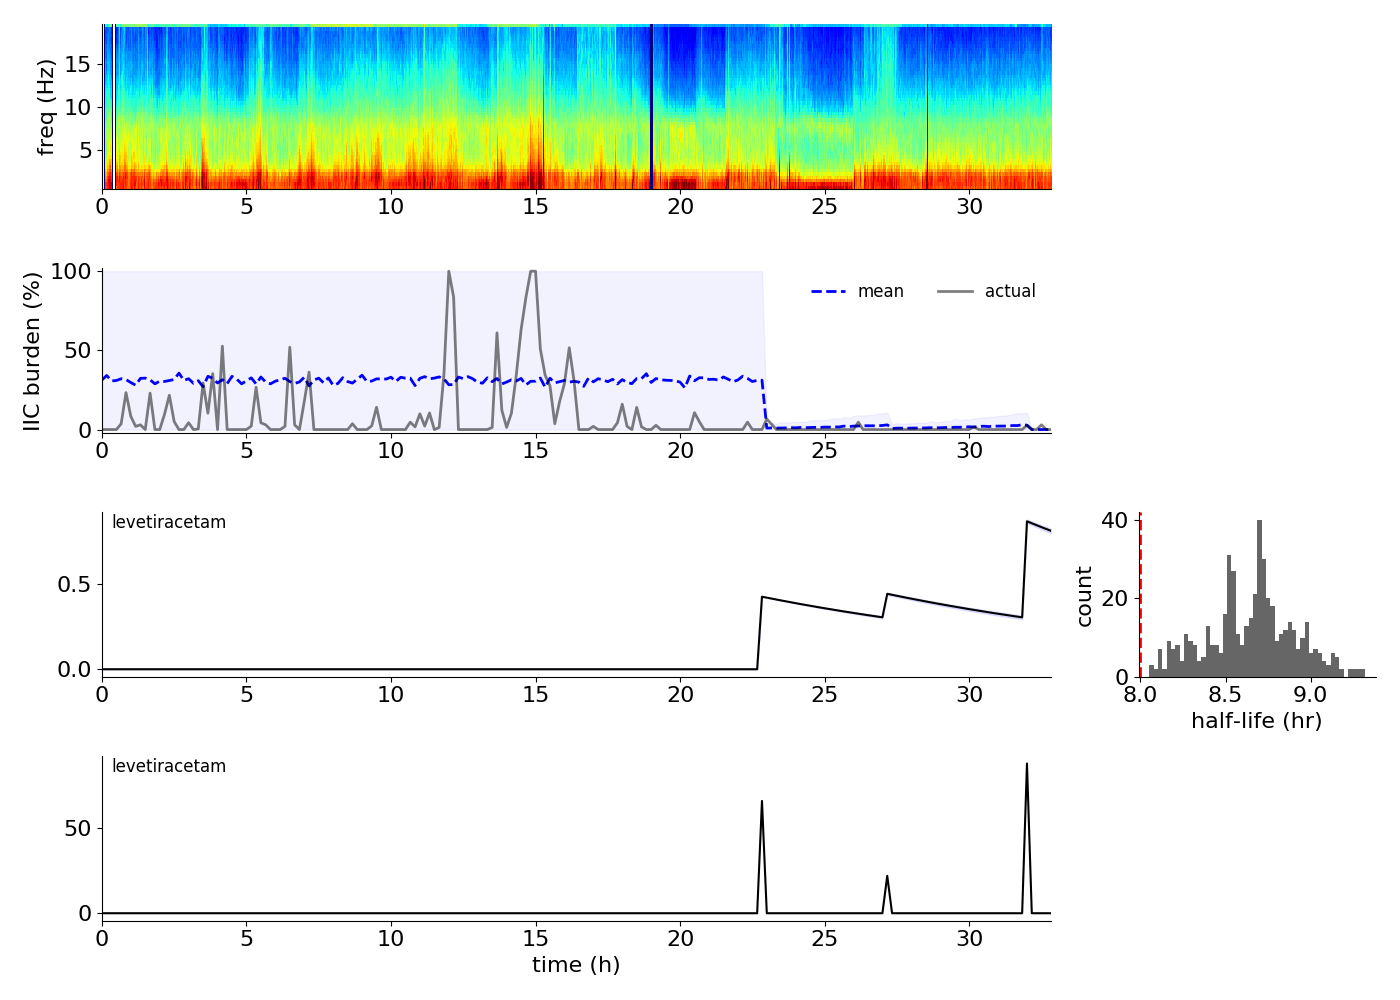 freq (Hz)
15
10
5
0 5 10 15 20 25 30
IIC burden (%)
100
50
0
mean actual
0 5 10 15 20 25 30
levetiracetam
0.5
0.0
0 5 10 15 20 25 30
count
40
20
0
8.0 8.5 9.0
half-life (hr)
levetiracetam
50
0
0 5 10 15 20 25 30
time (h)